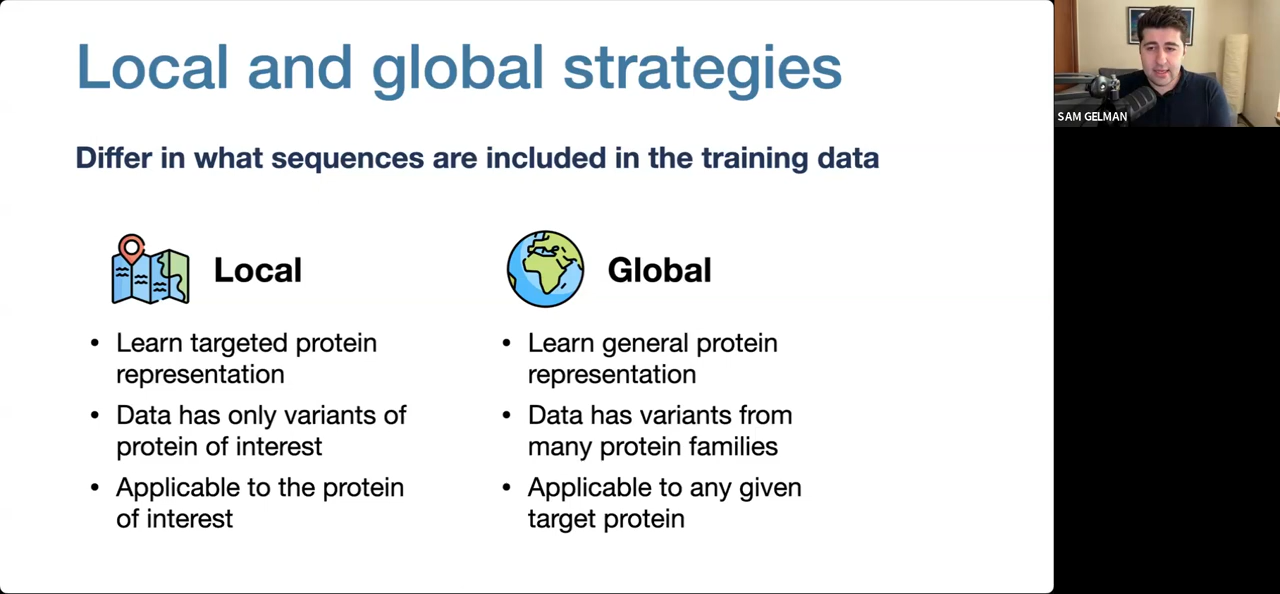 Local and global strategies
SAM GELMAN
Differ in what sequences are included in the training data
Local
• Learn targeted protein
representation
• Data has only variants of
protein of interest
• Applicable to the protein
of interest
Global
• Learn general protein
representation
• Data has variants from
many protein families
• Applicable to any given
target protein